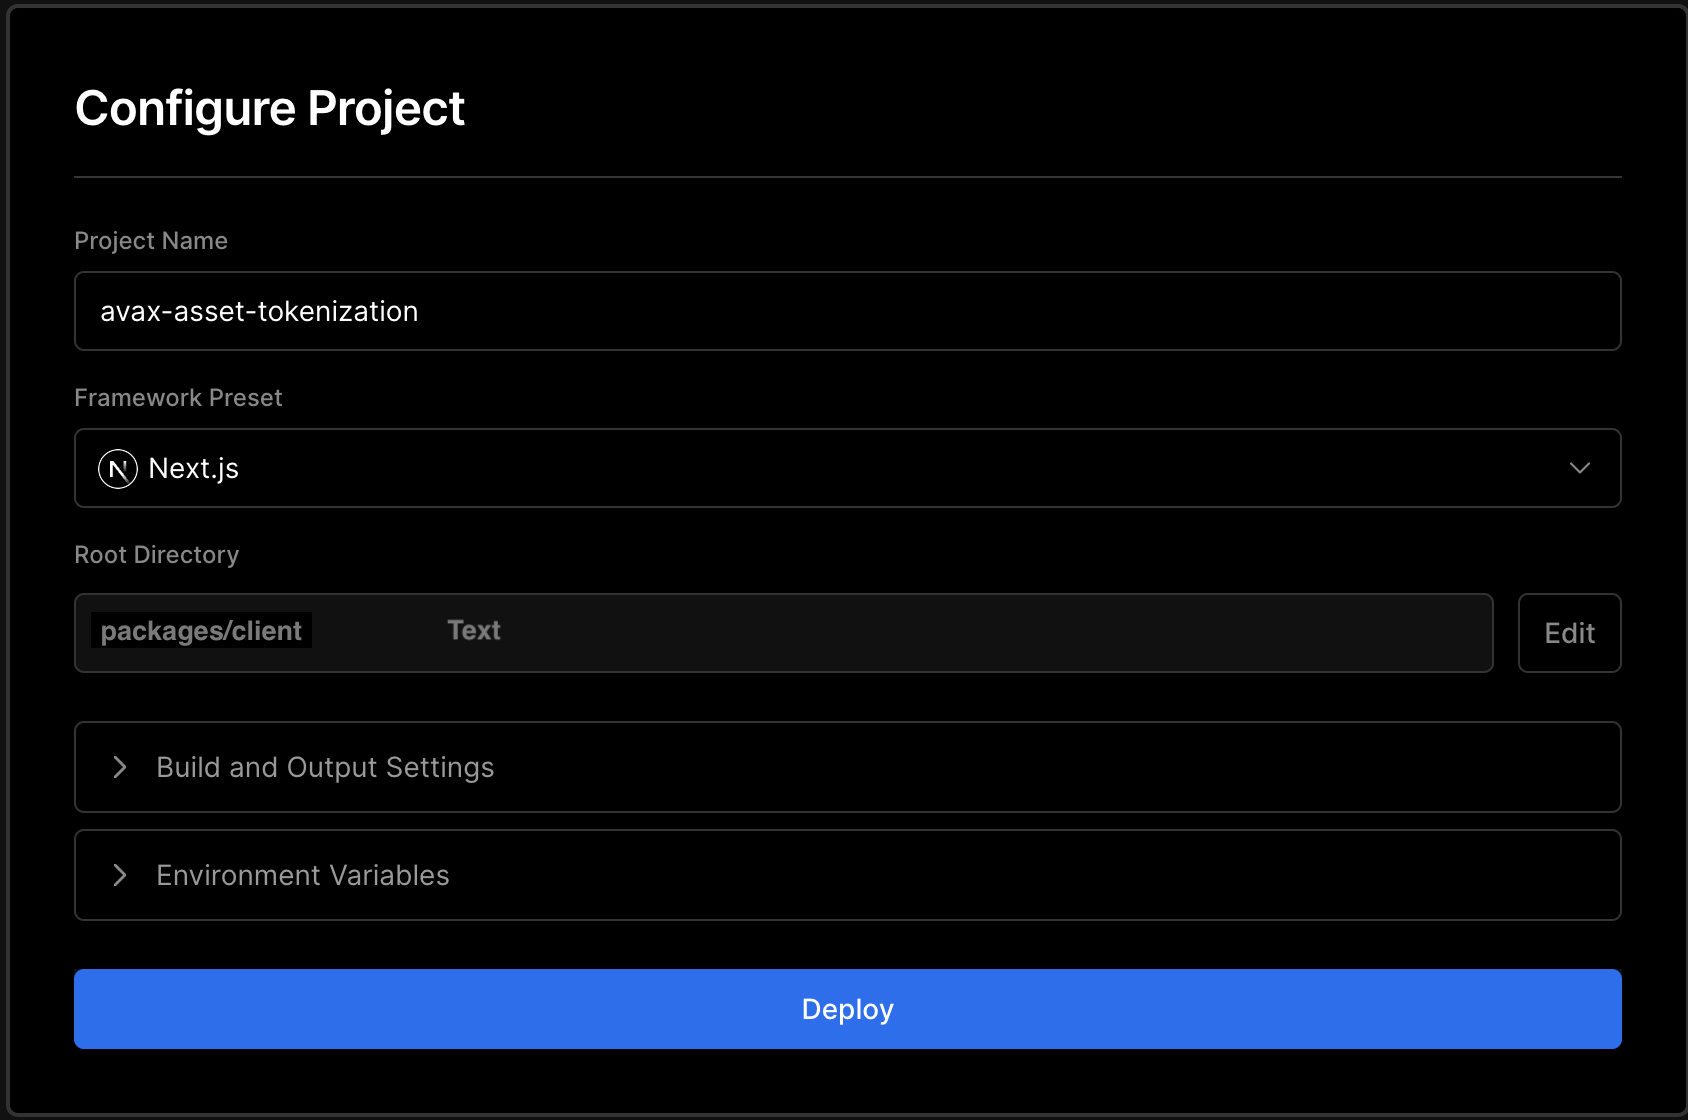 Configure Project
Project Name
avax-asset-tokenization
Framework Preset
N Next.js
Root Directory
packages/client Text
Edit
Build and Output Settings
Environment Variables
Deploy